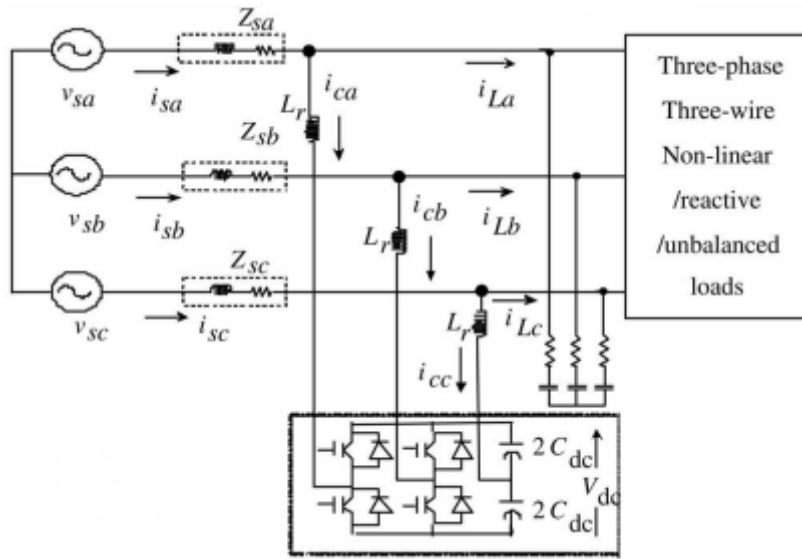 Z_sa
v_sa
i_sa
i_ca
i_La
L_r
Z_sb
v_sb
i_sb
i_cb
i_Lb
L_r
Z_sc
v_sc
i_sc
i_cc
i_Lc
L_r
Three-phase
Three-wire
Non-linear
/reactive
/unbalanced
loads
2 C_dc
V_dc
2 C_dc